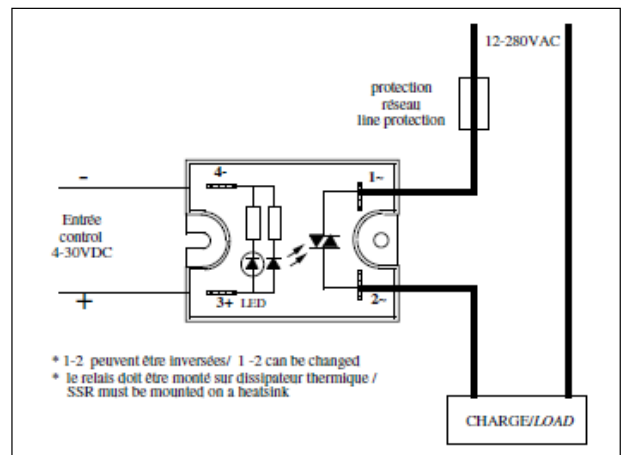 12-280VAC
protection
réseau
line protection
-
4-
1~
Entrée
control
4-30VDC
+
3+ LED
2~
* 1-2 peuvent être inversées/ 1 -2 can be changed
* le relais doit être monté sur dissipateur thermique /
SSR must be mounted on a heatsink
CHARGE/LOAD